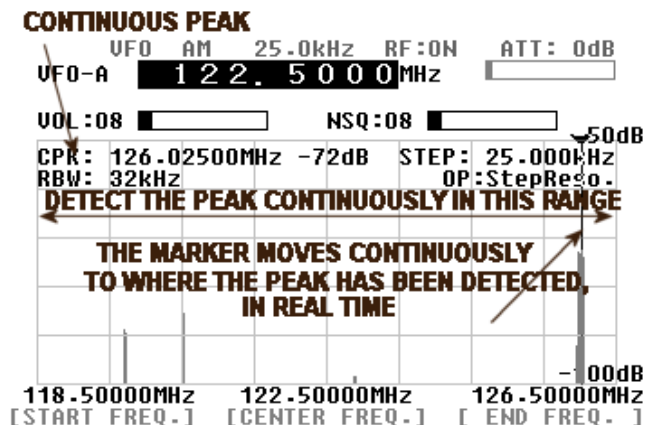 CONTINUOUS PEAK
VFO AM 25.0kHz RF:ON ATT: 0dB
VFO-A 122. 5000MHz
VOL:08 NSQ:08
-50dB
CPK: 126.02500MHz -72dB STEP: 25.000kHz
RBW: 32kHz OP:StepReso.
DETECT THE PEAK CONTINUOUSLY IN THIS RANGE
THE MARKER MOVES CONTINUOUSLY
TO WHERE THE PEAK HAS BEEN DETECTED,
IN REAL TIME
-100dB
118.50000MHz 122.50000MHz 126.50000MHz
[START FREQ.] [CENTER FREQ.] [ END FREQ. ]